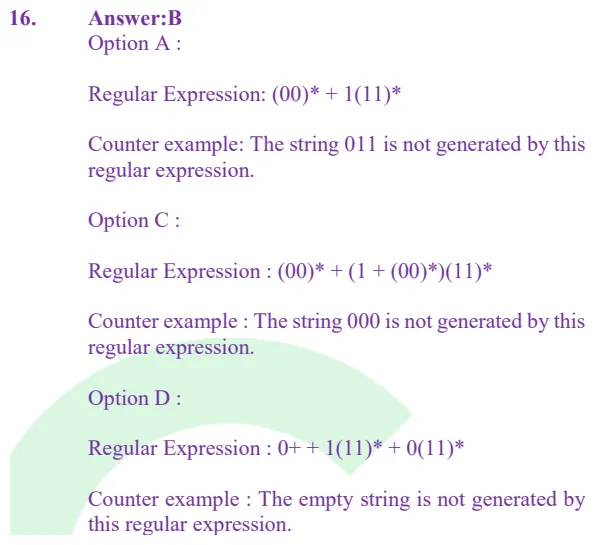 16. Answer:B
Option A :
Regular Expression: (00)* + 1(11)*
Counter example: The string 011 is not generated by this
regular expression.
Option C :
Regular Expression : (00)* + (1 + (00)*)(11)*
Counter example : The string 000 is not generated by this
regular expression.
Option D :
Regular Expression : 0+ + 1(11)* + 0(11)*
Counter example : The empty string is not generated by
this regular expression.